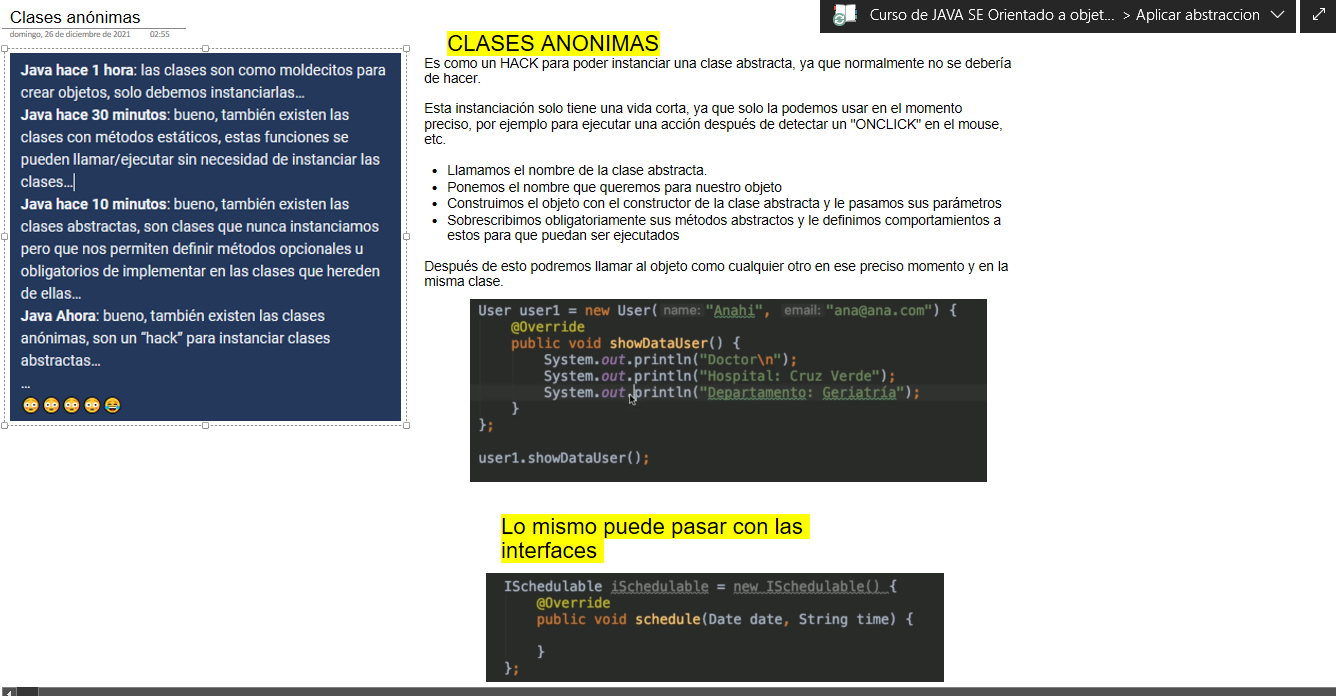 Clases anónimas
domingo, 26 de diciembre de 2021 02:55
Curso de JAVA SE Orientado a objet... > Aplicar abstraccion
Java hace 1 hora: las clases son como moldecitos para
crear objetos, solo debemos instanciarlas...
Java hace 30 minutos: bueno, también existen las
clases con métodos estáticos, estas funciones se
pueden llamar/ejecutar sin necesidad de instanciar las
clases...
Java hace 10 minutos: bueno, también existen las
clases abstractas, son clases que nunca instanciamos
pero que nos permiten definir métodos opcionales u
obligatorios de implementar en las clases que hereden
de ellas...
Java Ahora: bueno, también existen las clases
anónimas, son un “hack” para instanciar clases
abstractas...
...
😳 😳 😳 😳 😂
CLASES ANONIMAS
Es como un HACK para poder instanciar una clase abstracta, ya que normalmente no se debería
de hacer.
Esta instanciación solo tiene una vida corta, ya que solo la podemos usar en el momento
preciso, por ejemplo para ejecutar una acción después de detectar un "ONCLICK" en el mouse,
etc.
• Llamamos el nombre de la clase abstracta.
• Ponemos el nombre que queremos para nuestro objeto
• Construimos el objeto con el constructor de la clase abstracta y le pasamos sus parámetros
• Sobrescribimos obligatoriamente sus métodos abstractos y le definimos comportamientos a
estos para que puedan ser ejecutados
Después de esto podremos llamar al objeto como cualquier otro en ese preciso momento y en la
misma clase.
User user1 = new User( name: "Anahi", email: "ana@ana.com") {
@Override
public void showDataUser() {
System.out.println("Doctor\n");
System.out.println("Hospital: Cruz Verde");
System.out.println("Departamento: Geriatría");
}
};
user1.showDataUser();
Lo mismo puede pasar con las
interfaces
ISchedulable iSchedulable = new ISchedulable() {
@Override
public void schedule(Date date, String time) {
}
};